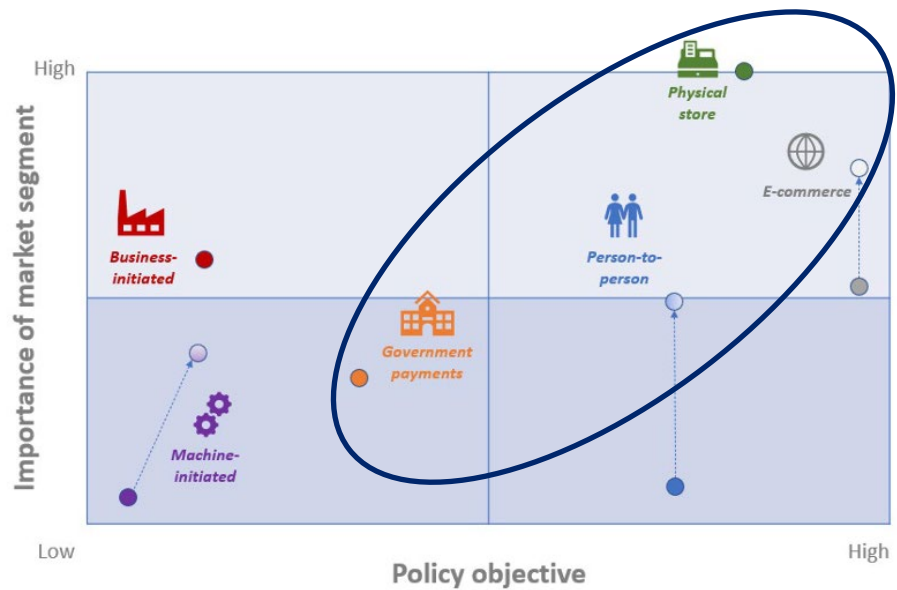 High
Importance of market segment
Physical
store
E-commerce
Business-
initiated
Person-to-
person
Government
payments
Machine-
initiated
Low
High
Policy objective